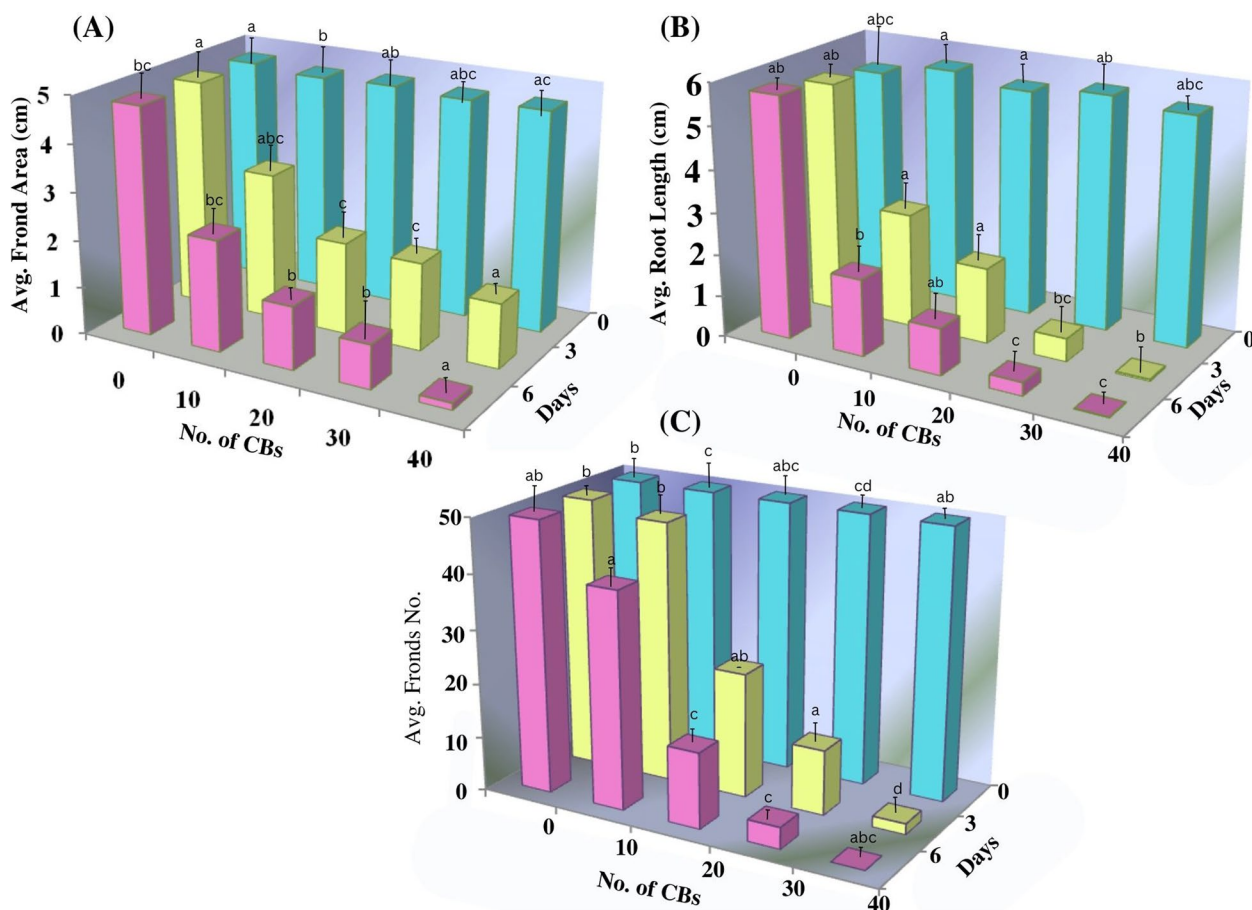 (A)
bc
a
a
b
ab
abc
ac
abc
bc
c
c
b
b
a
a
5
4
3
2
1
0
Avg. Frond Area (cm)
0
10
20
30
40
No. of CBs
0
3
6
Days
(B)
ab
ab
abc
a
a
ab
abc
a
b
a
ab
bc
c
b
c
6
5
4
3
2
1
0
Avg. Root Length (cm)
0
10
20
30
40
No. of CBs
0
3
6
Days
(C)
ab
b
b
c
abc
cd
ab
b
a
ab
c
a
c
d
abc
50
40
30
20
10
0
Avg. Fronds No.
0
10
20
30
40
No. of CBs
0
3
6
Days